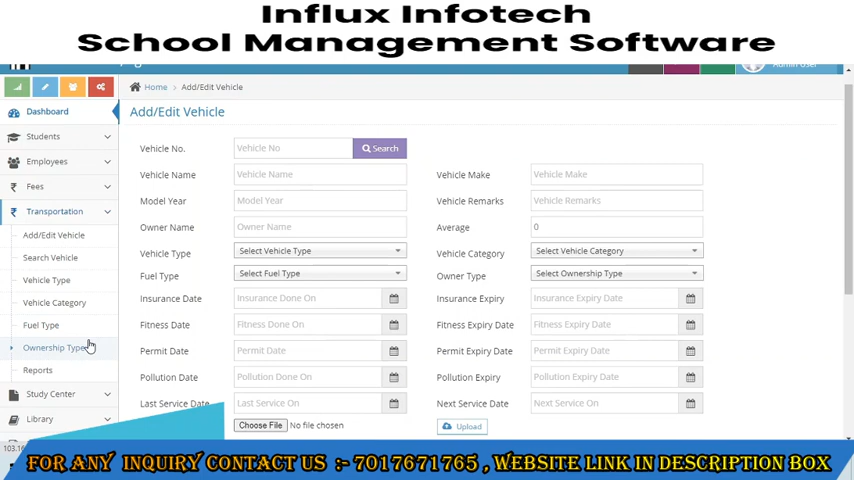 Influx Infotech
School Management Software
Home > Add/Edit Vehicle
Dashboard
Students
Employees
Fees
Transportation
Add/Edit Vehicle
Search Vehicle
Vehicle Type
Vehicle Category
Fuel Type
Ownership Type
Reports
Study Center
Library
Add/Edit Vehicle
Vehicle No. Vehicle No Search
Vehicle Name Vehicle Name Vehicle Make Vehicle Make
Model Year Model Year Vehicle Remarks Vehicle Remarks
Owner Name Owner Name Average 0
Vehicle Type Select Vehicle Type Vehicle Category Select Vehicle Category
Fuel Type Select Fuel Type Owner Type Select Ownership Type
Insurance Date Insurance Done On Insurance Expiry Insurance Expiry Date
Fitness Date Fitness Done On Fitness Expiry Date Fitness Expiry Date
Permit Date Permit Date Permit Expiry Date Permit Expiry Date
Pollution Date Pollution Done On Pollution Expiry Pollution Expiry Date
Last Service Date Last Service On Next Service Date Next Service On
Choose File No file chosen Upload
FOR ANY INQUIRY CONTACT US :- 7017671765 , WEBSITE LINK IN DESCRIPTION BOX